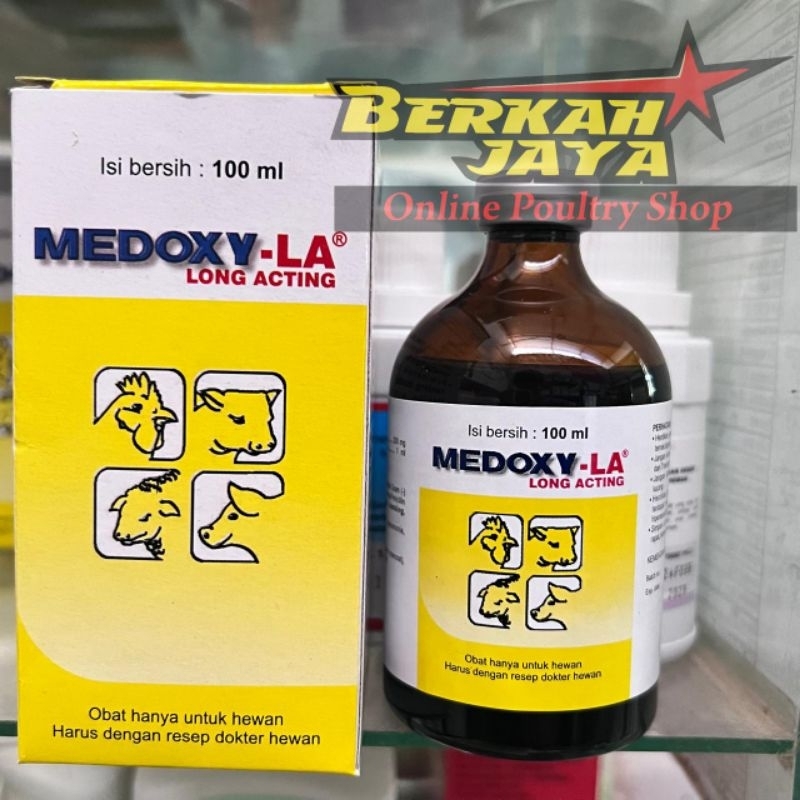 BERKAH
JAYA
Online Poultry Shop
Isi bersih : 100 ml
MEDOXY-LA®
LONG ACTING
Obat hanya untuk hewan
Harus dengan resep dokter hewan
Isi bersih : 100 ml
MEDOXY-LA®
LONG ACTING
Obat hanya untuk hewan
Harus dengan resep dokter hewan